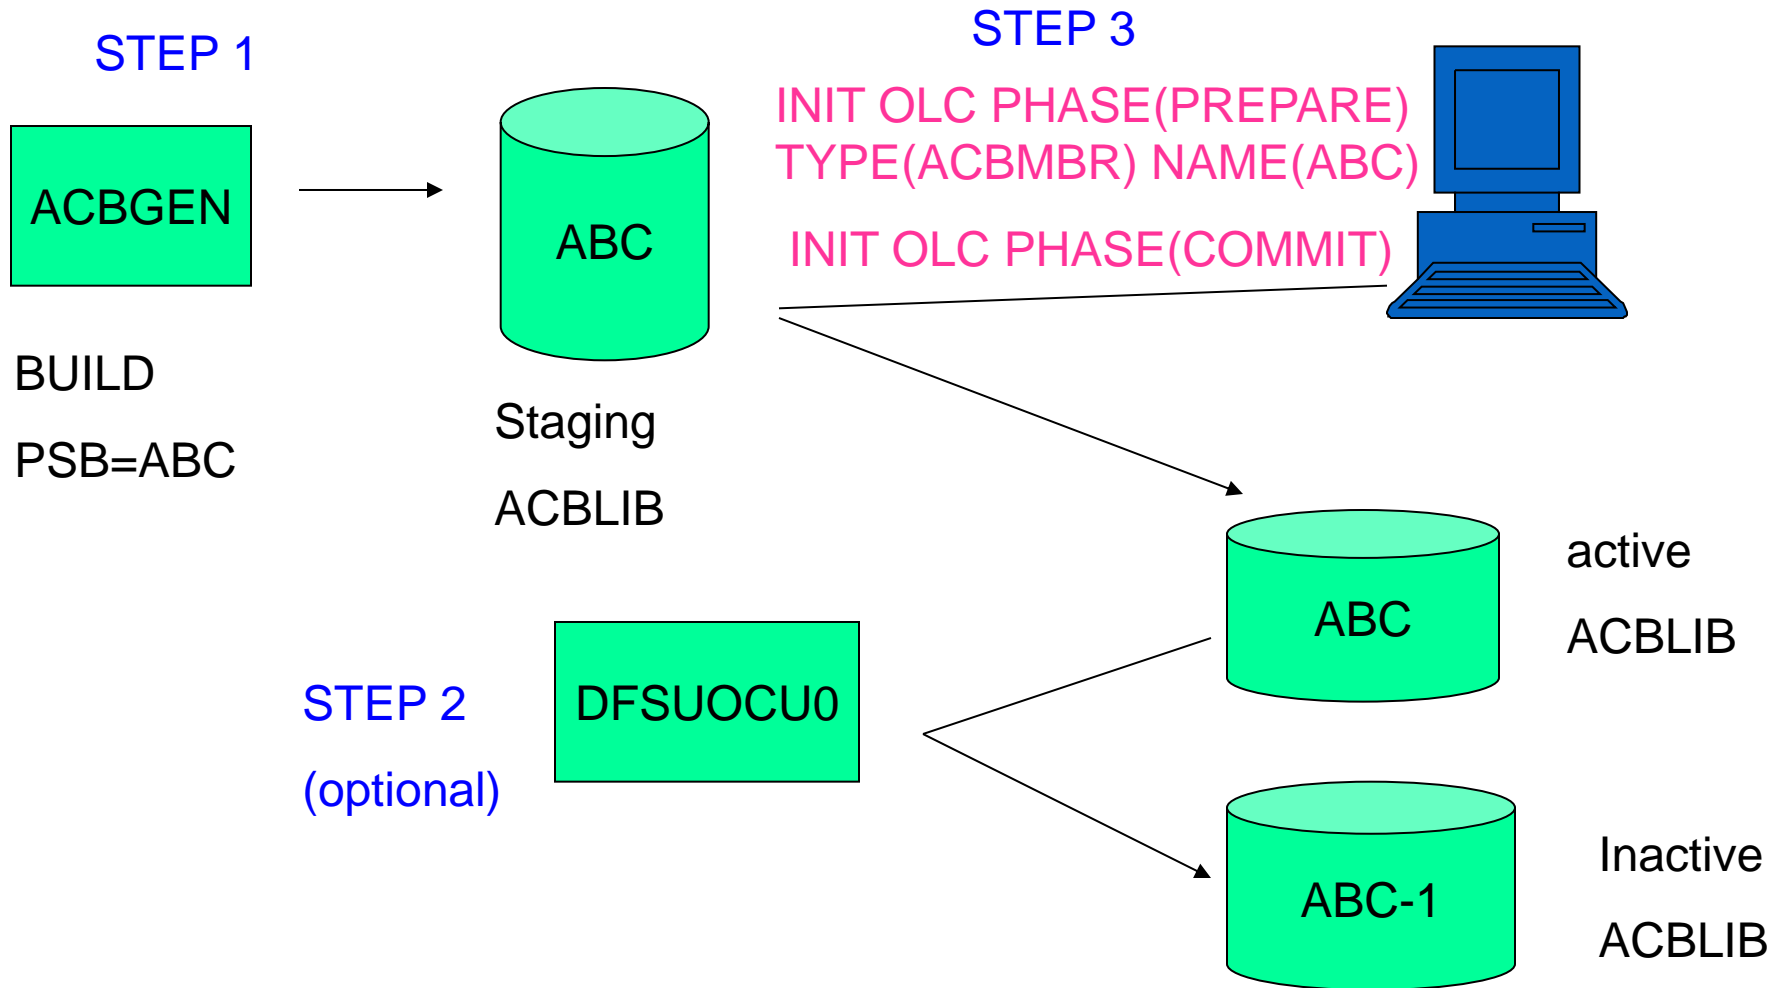 STEP 1
ACBGEN
BUILD
PSB=ABC
ABC
Staging
ACBLIB
STEP 2
(optional)
DFSUOCU0
STEP 3
INIT OLC PHASE(PREPARE)
TYPE(ACBMBR) NAME(ABC)
INIT OLC PHASE(COMMIT)
ABC
active
ACBLIB
ABC-1
Inactive
ACBLIB